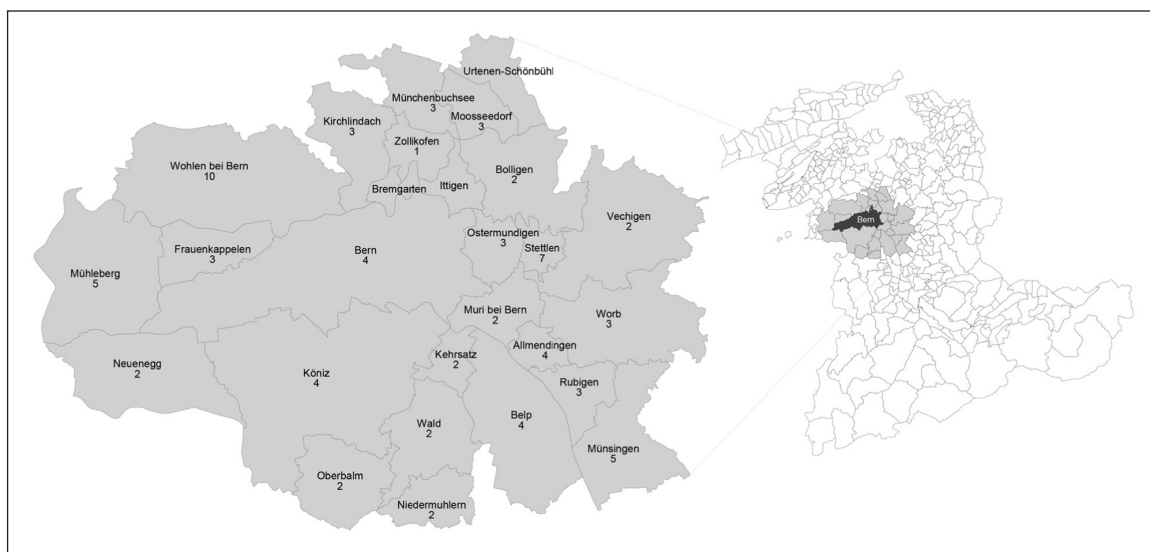 Urtenen-Schönbühl
Münchenbuchsee
3
Moosseedorf
3
Kirchlindach
3
Zollikofen
1
Wohlen bei Bern
10
Bolligen
2
Ittigen
Bremgarten
Vechigen
2
Ostermundigen
3
Stettlen
7
Frauenkappelen
3
Bern
4
Mühleberg
5
Muri bei Bern
2
Worb
3
Allmendingen
4
Neuenegg
2
Köniz
4
Kehrsatz
2
Rubigen
3
Belp
4
Wald
2
Münsingen
5
Oberbalm
2
Niedermuhlern
2
Bern